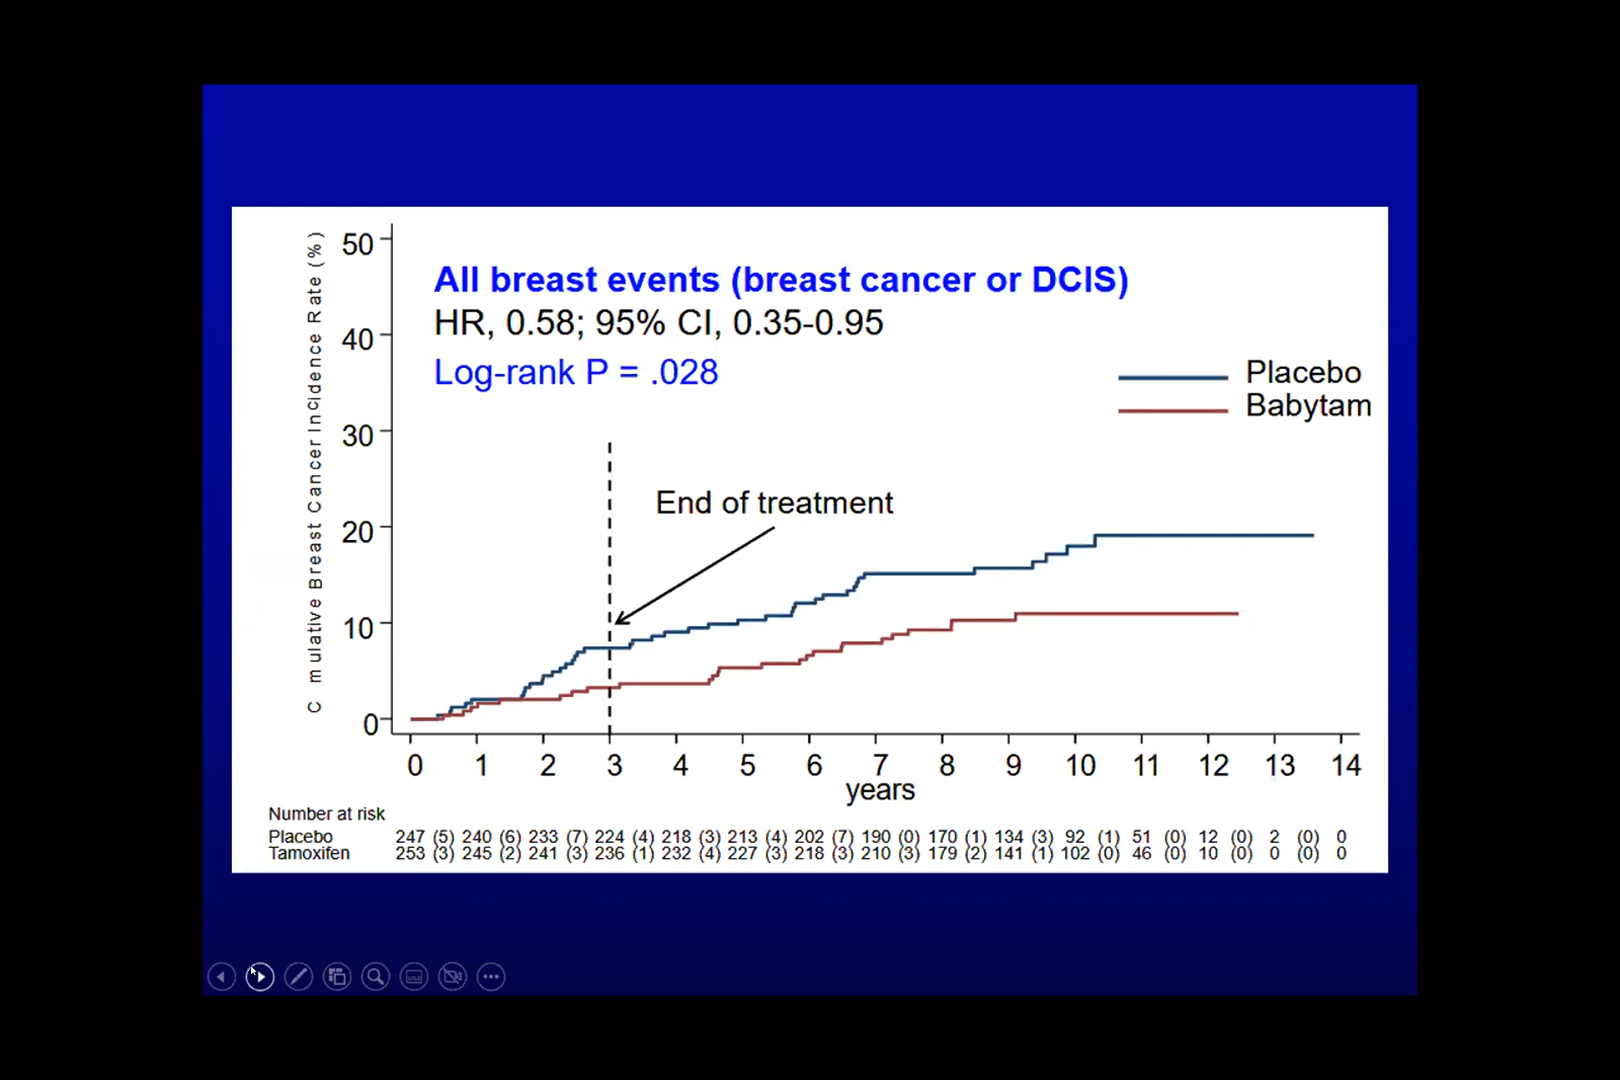 C mulative Breast Cancer Incidence Rate (%)
50
40
30
20
10
0
All breast events (breast cancer or DCIS)
HR, 0.58; 95% CI, 0.35-0.95
Log-rank P = .028
Placebo
Babytam
End of treatment
0 1 2 3 4 5 6 7 8 9 10 11 12 13 14
years
Number at risk
Placebo 247 (5) 240 (6) 233 (7) 224 (4) 218 (3) 213 (4) 202 (7) 190 (0) 170 (1) 134 (3) 92 (1) 51 (0) 12 (0) 2 (0) 0
Tamoxifen 253 (3) 245 (2) 241 (3) 236 (1) 232 (4) 227 (3) 218 (3) 210 (3) 179 (2) 141 (1) 102 (0) 46 (0) 10 (0) 0 (0) 0